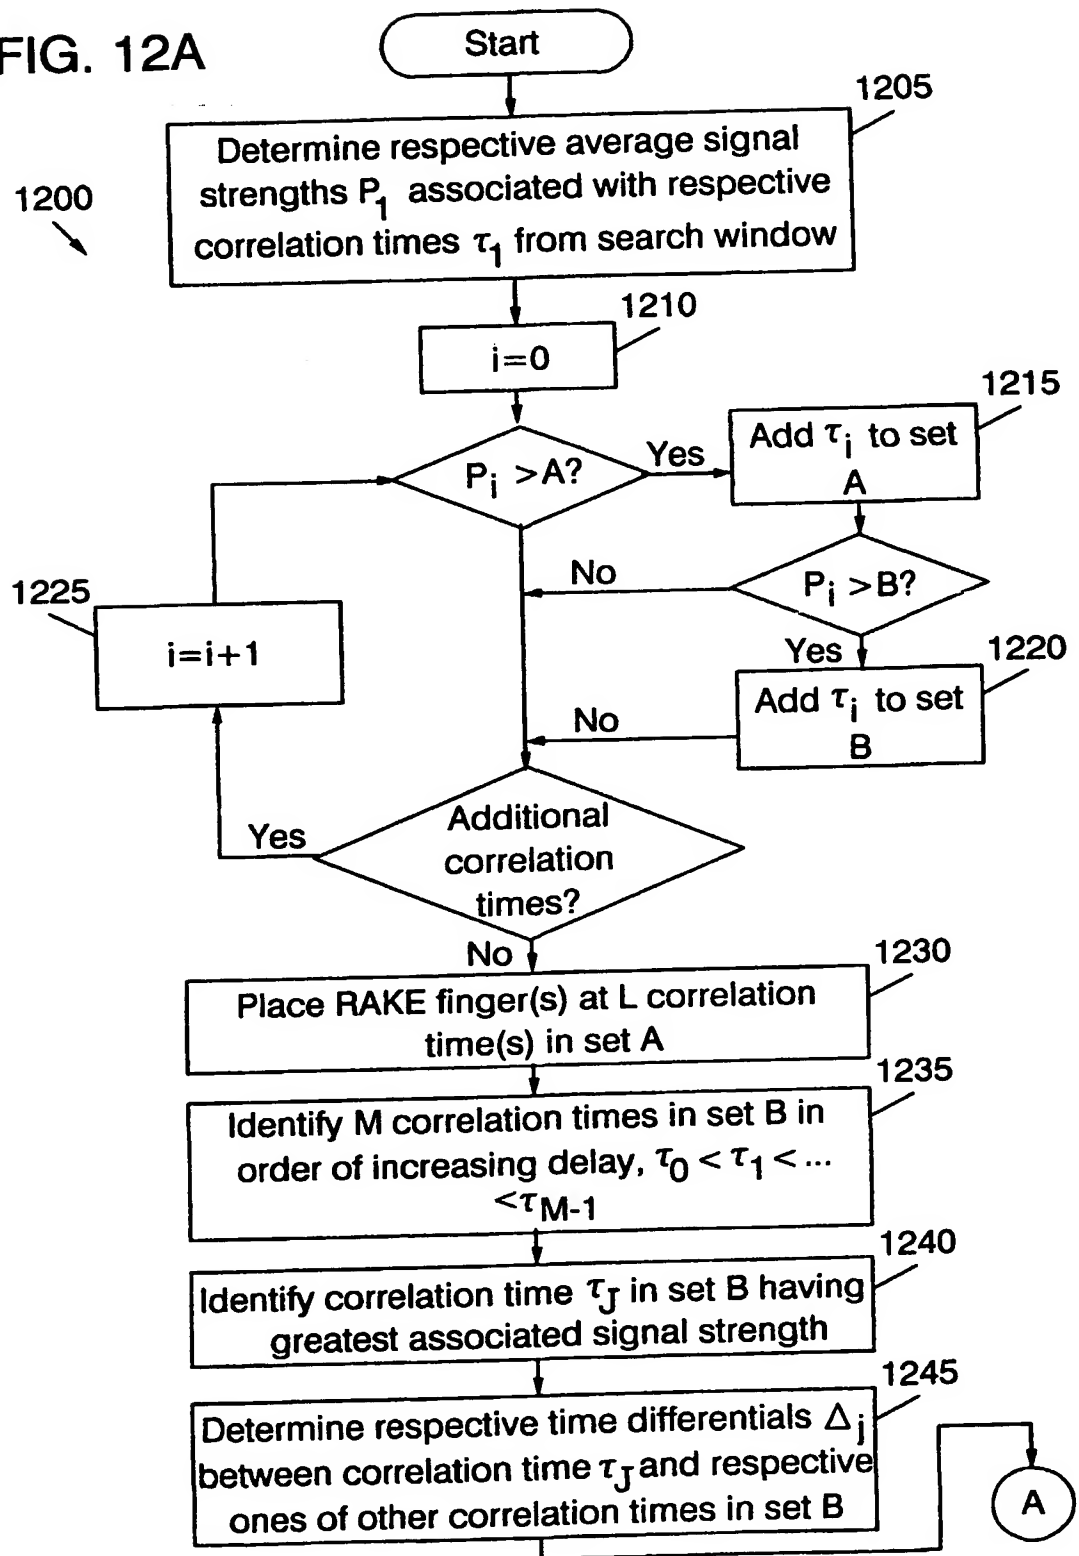 FIG. 12A
Start
1205
Determine respective average signal
strengths P1 associated with respective
correlation times τ1 from search window
1200
1210
i=0
1215
Pi >A?
Yes
Add τi to set
A
No
Pi >B?
1225
i=i+1
Yes
1220
Add τi to set
B
No
Additional
correlation
times?
Yes
No
1230
Place RAKE finger(s) at L correlation
time(s) in set A
1235
Identify M correlation times in set B in
order of increasing delay, τ0 < τ1 < ...
<τM-1
1240
Identify correlation time τJ in set B having
greatest associated signal strength
1245
Determine respective time differentials Δj
between correlation time τJ and respective
ones of other correlation times in set B
A